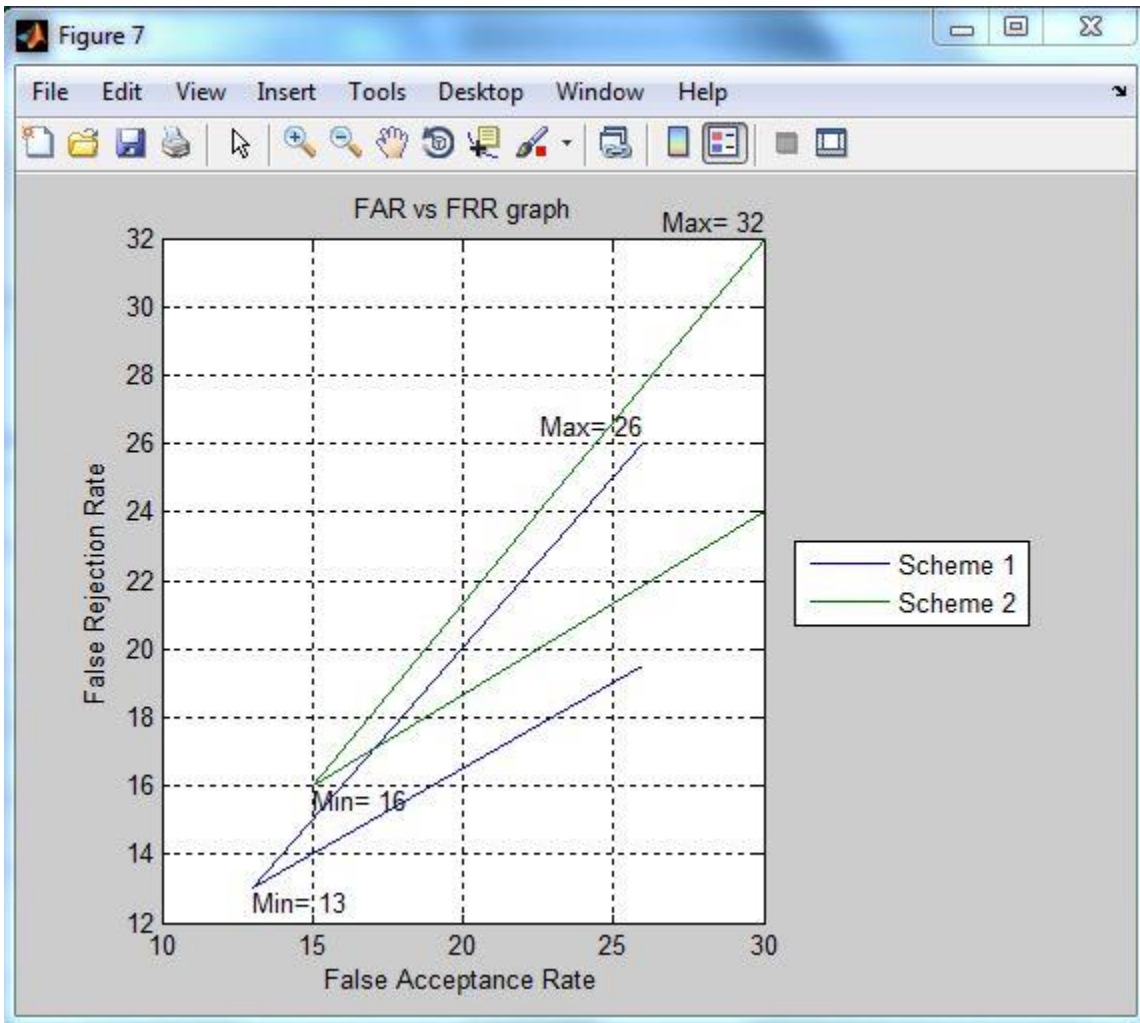 Figure 7
File Edit View Insert Tools Desktop Window Help
FAR vs FRR graph
Max= 32
32
30
28
Max= 26
26
24
22
20
18
16
Min= 16
14
Min= 13
12
10 15 20 25 30
False Rejection Rate
False Acceptance Rate
Scheme 1
Scheme 2